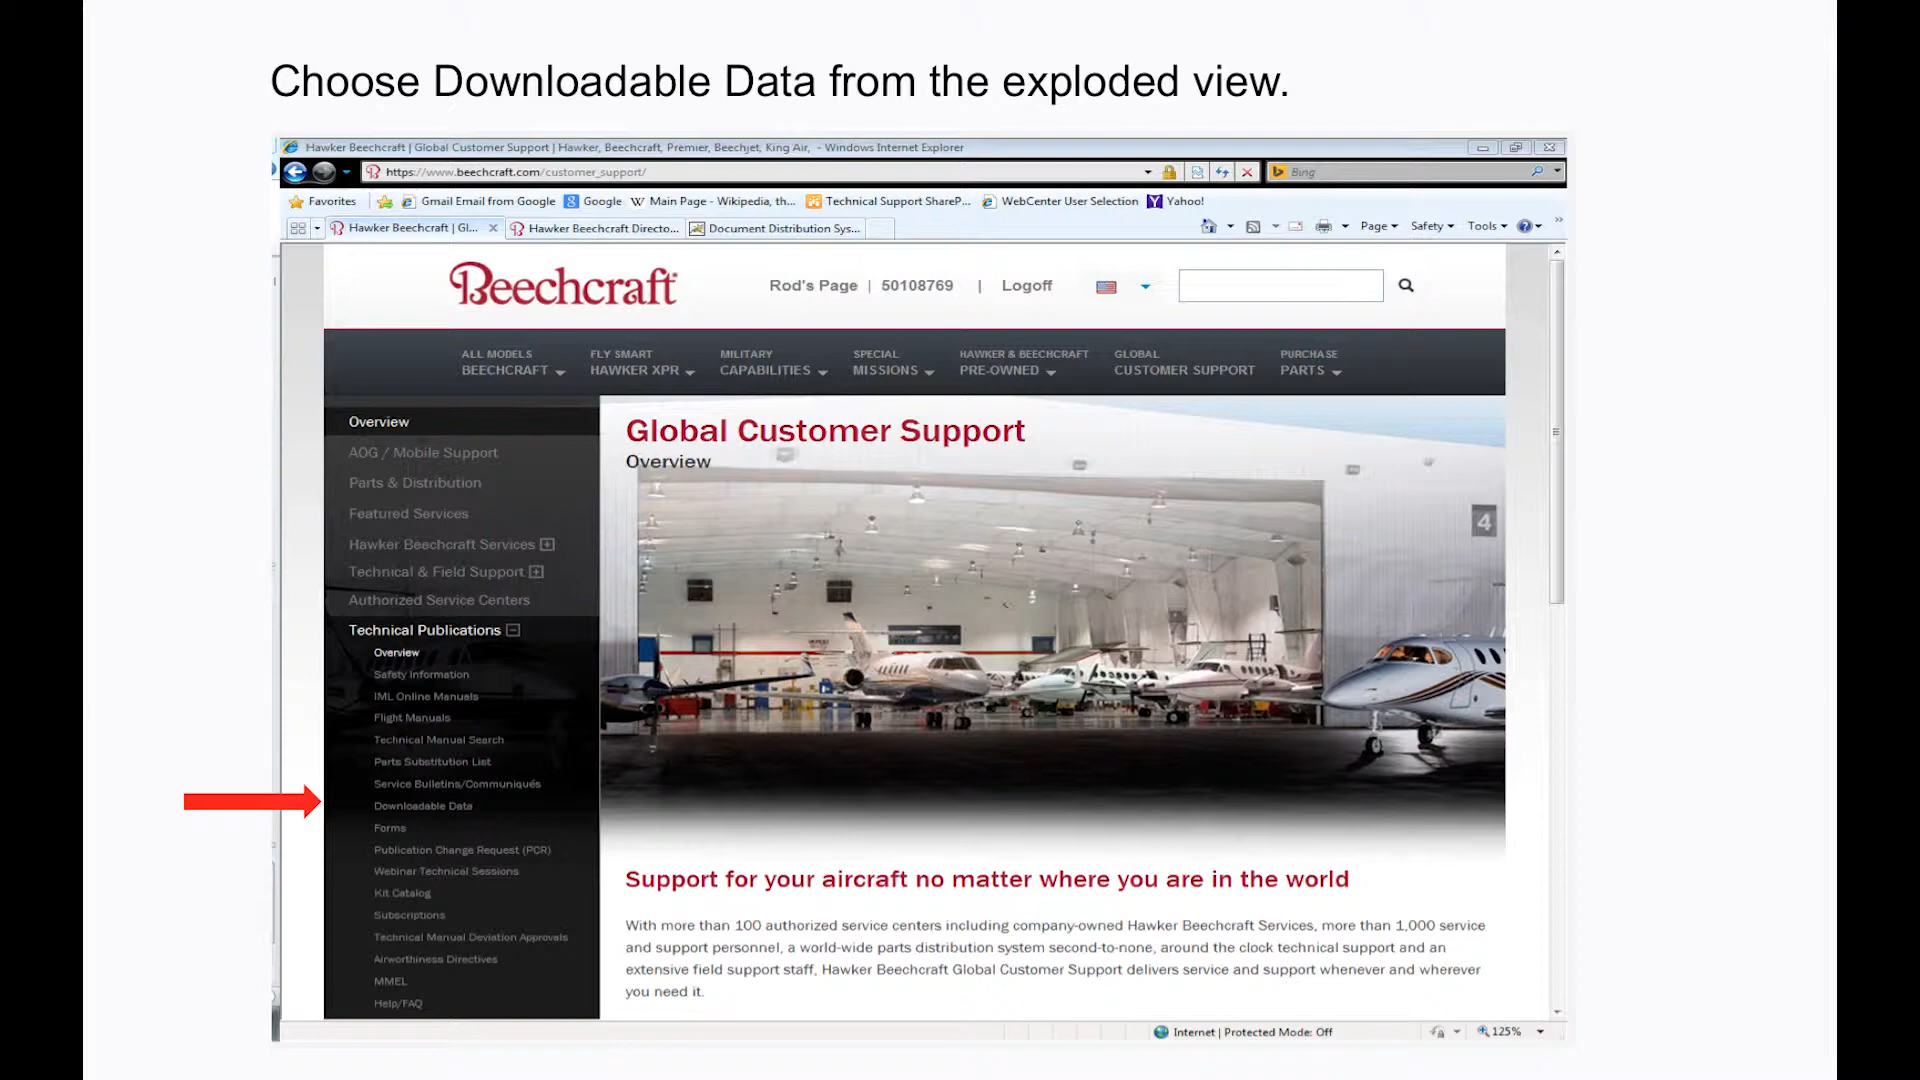 Choose Downloadable Data from the exploded view.
Hawker Beechcraft | Global Customer Support | Hawker, Beechcraft, Premier, Beechjet, King Air, - Windows Internet Explorer
https://www.beechcraft.com/customer_support/
Bing
Favorites
Gmail Email from Google
Google
Main Page - Wikipedia, th...
Technical Support ShareP...
WebCenter User Selection
Yahoo!
Hawker Beechcraft | Gl...
Hawker Beechcraft Directo...
Document Distribution Sys...
Page
Safety
Tools
Beechcraft
Rod's Page | 50108769 | Logoff
ALL MODELS
BEECHCRAFT
FLY SMART
HAWKER XPR
MILITARY
CAPABILITIES
SPECIAL
MISSIONS
HAWKER & BEECHCRAFT
PRE-OWNED
GLOBAL
CUSTOMER SUPPORT
PURCHASE
PARTS
Overview
AOG / Mobile Support
Parts & Distribution
Featured Services
Hawker Beechcraft Services
Technical & Field Support
Authorized Service Centers
Technical Publications
Overview
Safety Information
IML Online Manuals
Flight Manuals
Technical Manual Search
Parts Substitution List
Service Bulletins/Communiqués
Downloadable Data
Forms
Publication Change Request (PCR)
Webinar Technical Sessions
Kit Catalog
Subscriptions
Technical Manual Deviation Approvals
Airworthiness Directives
MMEL
Help/FAQ
Global Customer Support
Overview
4
Support for your aircraft no matter where you are in the world
With more than 100 authorized service centers including company-owned Hawker Beechcraft Services, more than 1,000 service
and support personnel, a world-wide parts distribution system second-to-none, around the clock technical support and an
extensive field support staff, Hawker Beechcraft Global Customer Support delivers service and support whenever and wherever
you need it.
Internet | Protected Mode: Off
125%